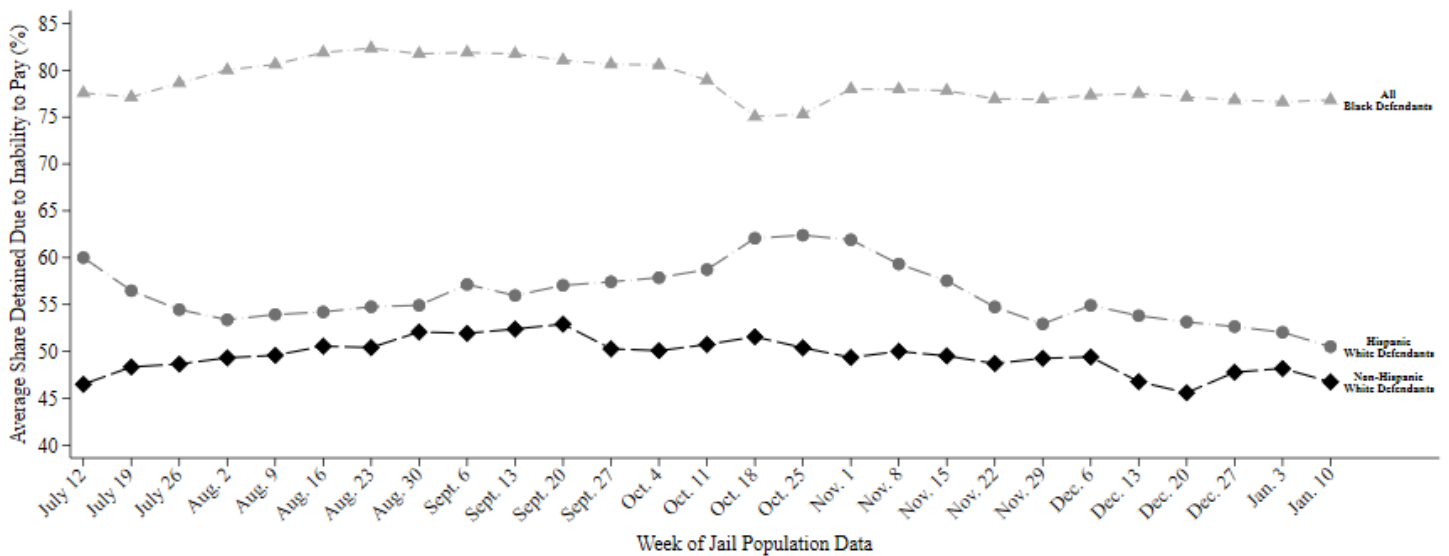 Average Share Detained Due to Inability to Pay (%)
85
80
75
70
65
60
55
50
45
40
All
Black Defendants
Hispanic
White Defendants
Non-Hispanic
White Defendants
July 12
July 19
July 26
Aug. 2
Aug. 9
Aug. 16
Aug. 23
Aug. 30
Sept. 6
Sept. 13
Sept. 20
Sept. 27
Oct. 4
Oct. 11
Oct. 18
Oct. 25
Nov. 1
Nov. 8
Nov. 15
Nov. 22
Nov. 29
Dec. 6
Dec. 13
Dec. 20
Dec. 27
Jan. 3
Jan. 10
Week of Jail Population Data